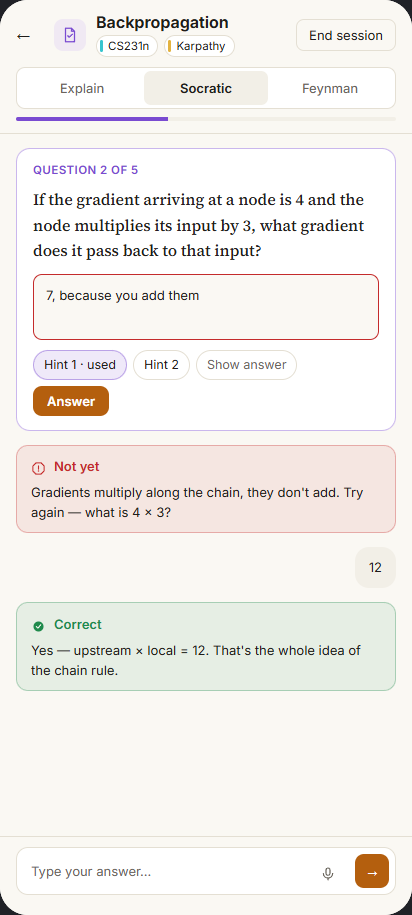 ←
Backpropagation
CS231n
Karpathy
End session
Explain
Socratic
Feynman
QUESTION 2 OF 5
If the gradient arriving at a node is 4 and the
node multiplies its input by 3, what gradient
does it pass back to that input?
7, because you add them
Hint 1 · used
Hint 2
Show answer
Answer
Not yet
Gradients multiply along the chain, they don't add. Try
again — what is 4 × 3?
12
Correct
Yes — upstream × local = 12. That's the whole idea of
the chain rule.
Type your answer...
→